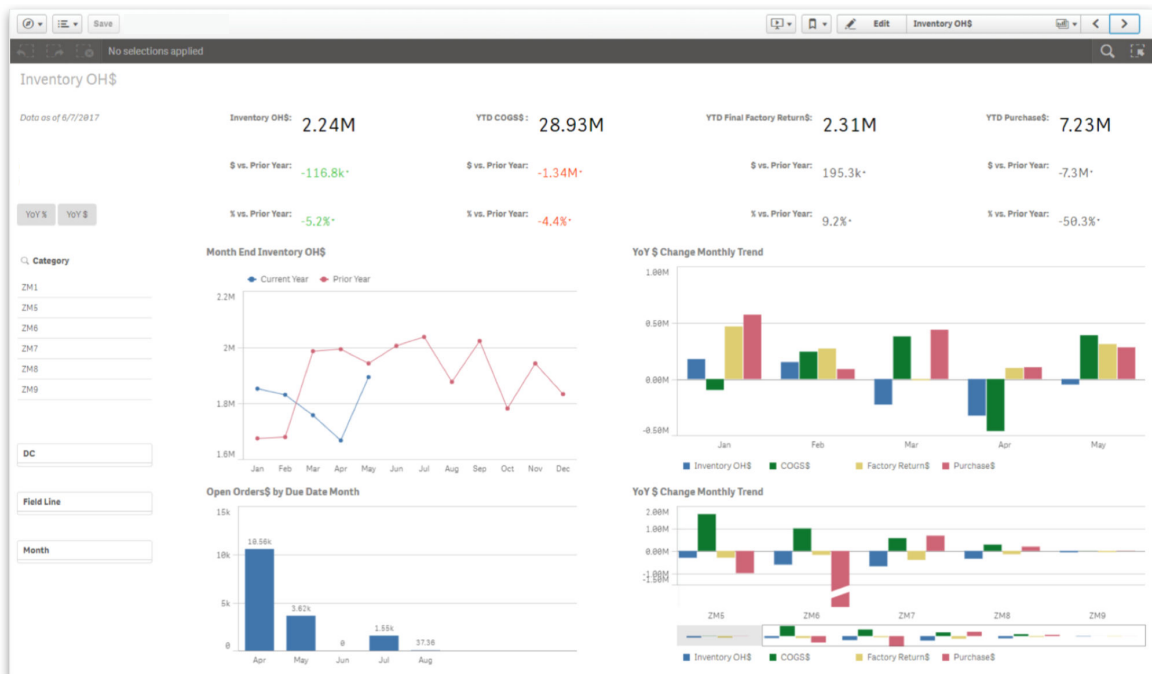 Save
Edit
Inventory OH$
No selections applied
Inventory OH$
Data as of 6/7/2017
Inventory OH$: 2.24M
YTD COGS$ : 28.93M
YTD Final Factory Return$: 2.31M
YTD Purchase$: 7.23M
$ vs. Prior Year: -116.8k
$ vs. Prior Year: -1.34M
$ vs. Prior Year: 195.3k
$ vs. Prior Year: -7.3M
YoY % YoY $
% vs. Prior Year: -5.2%
% vs. Prior Year: -4.4%
% vs. Prior Year: 9.2%
% vs. Prior Year: -50.3%
Category
ZM1
ZM5
ZM6
ZM7
ZM8
ZM9
DC
Field Line
Month
Month End Inventory OH$
Current Year Prior Year
2.2M
2M
1.8M
1.6M
Jan Feb Mar Apr May Jun Jul Aug Sep Oct Nov Dec
YoY $ Change Monthly Trend
1.00M
0.50M
0.00M
-0.50M
Jan Feb Mar Apr May
Inventory OH$ COGS$ Factory Return$ Purchase$
Open Orders$ by Due Date Month
15k
10k
5k
0
10.56k
3.62k
0
1.55k
37.36
Apr May Jun Jul Aug
YoY $ Change Monthly Trend
2.00M
1.00M
0.00M
-1.00M
-1.50M
ZM5 ZM6 ZM7 ZM8 ZM9
Inventory OH$ COGS$ Factory Return$ Purchase$